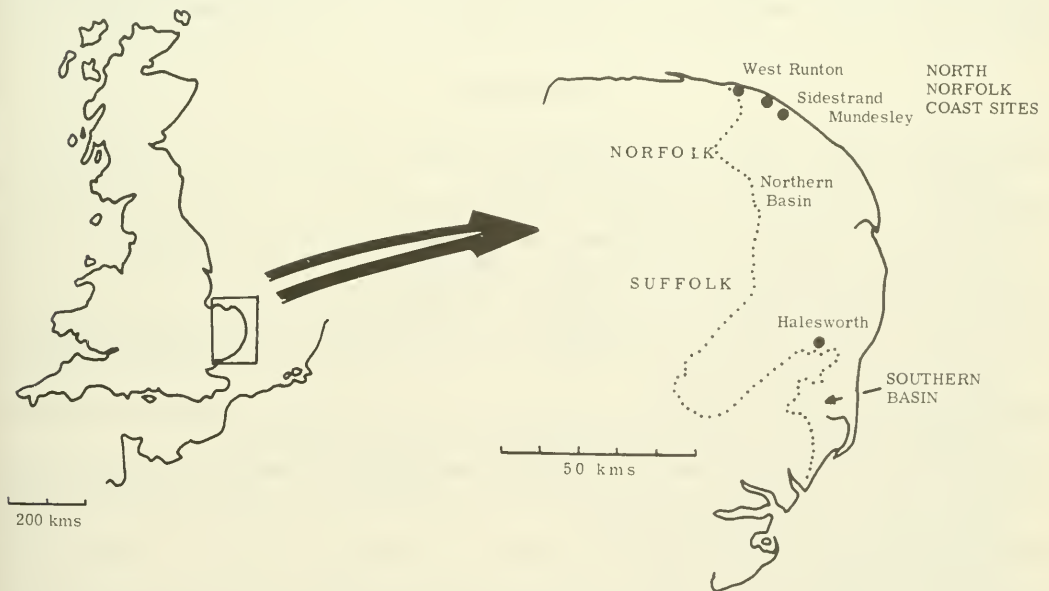 West Runton
Sidestrand
Mundesley
NORTH
NORFOLK
COAST SITES
NORFOLK
Northern
Basin
SUFFOLK
Halesworth
SOUTHERN
BASIN
50 kms
200 kms